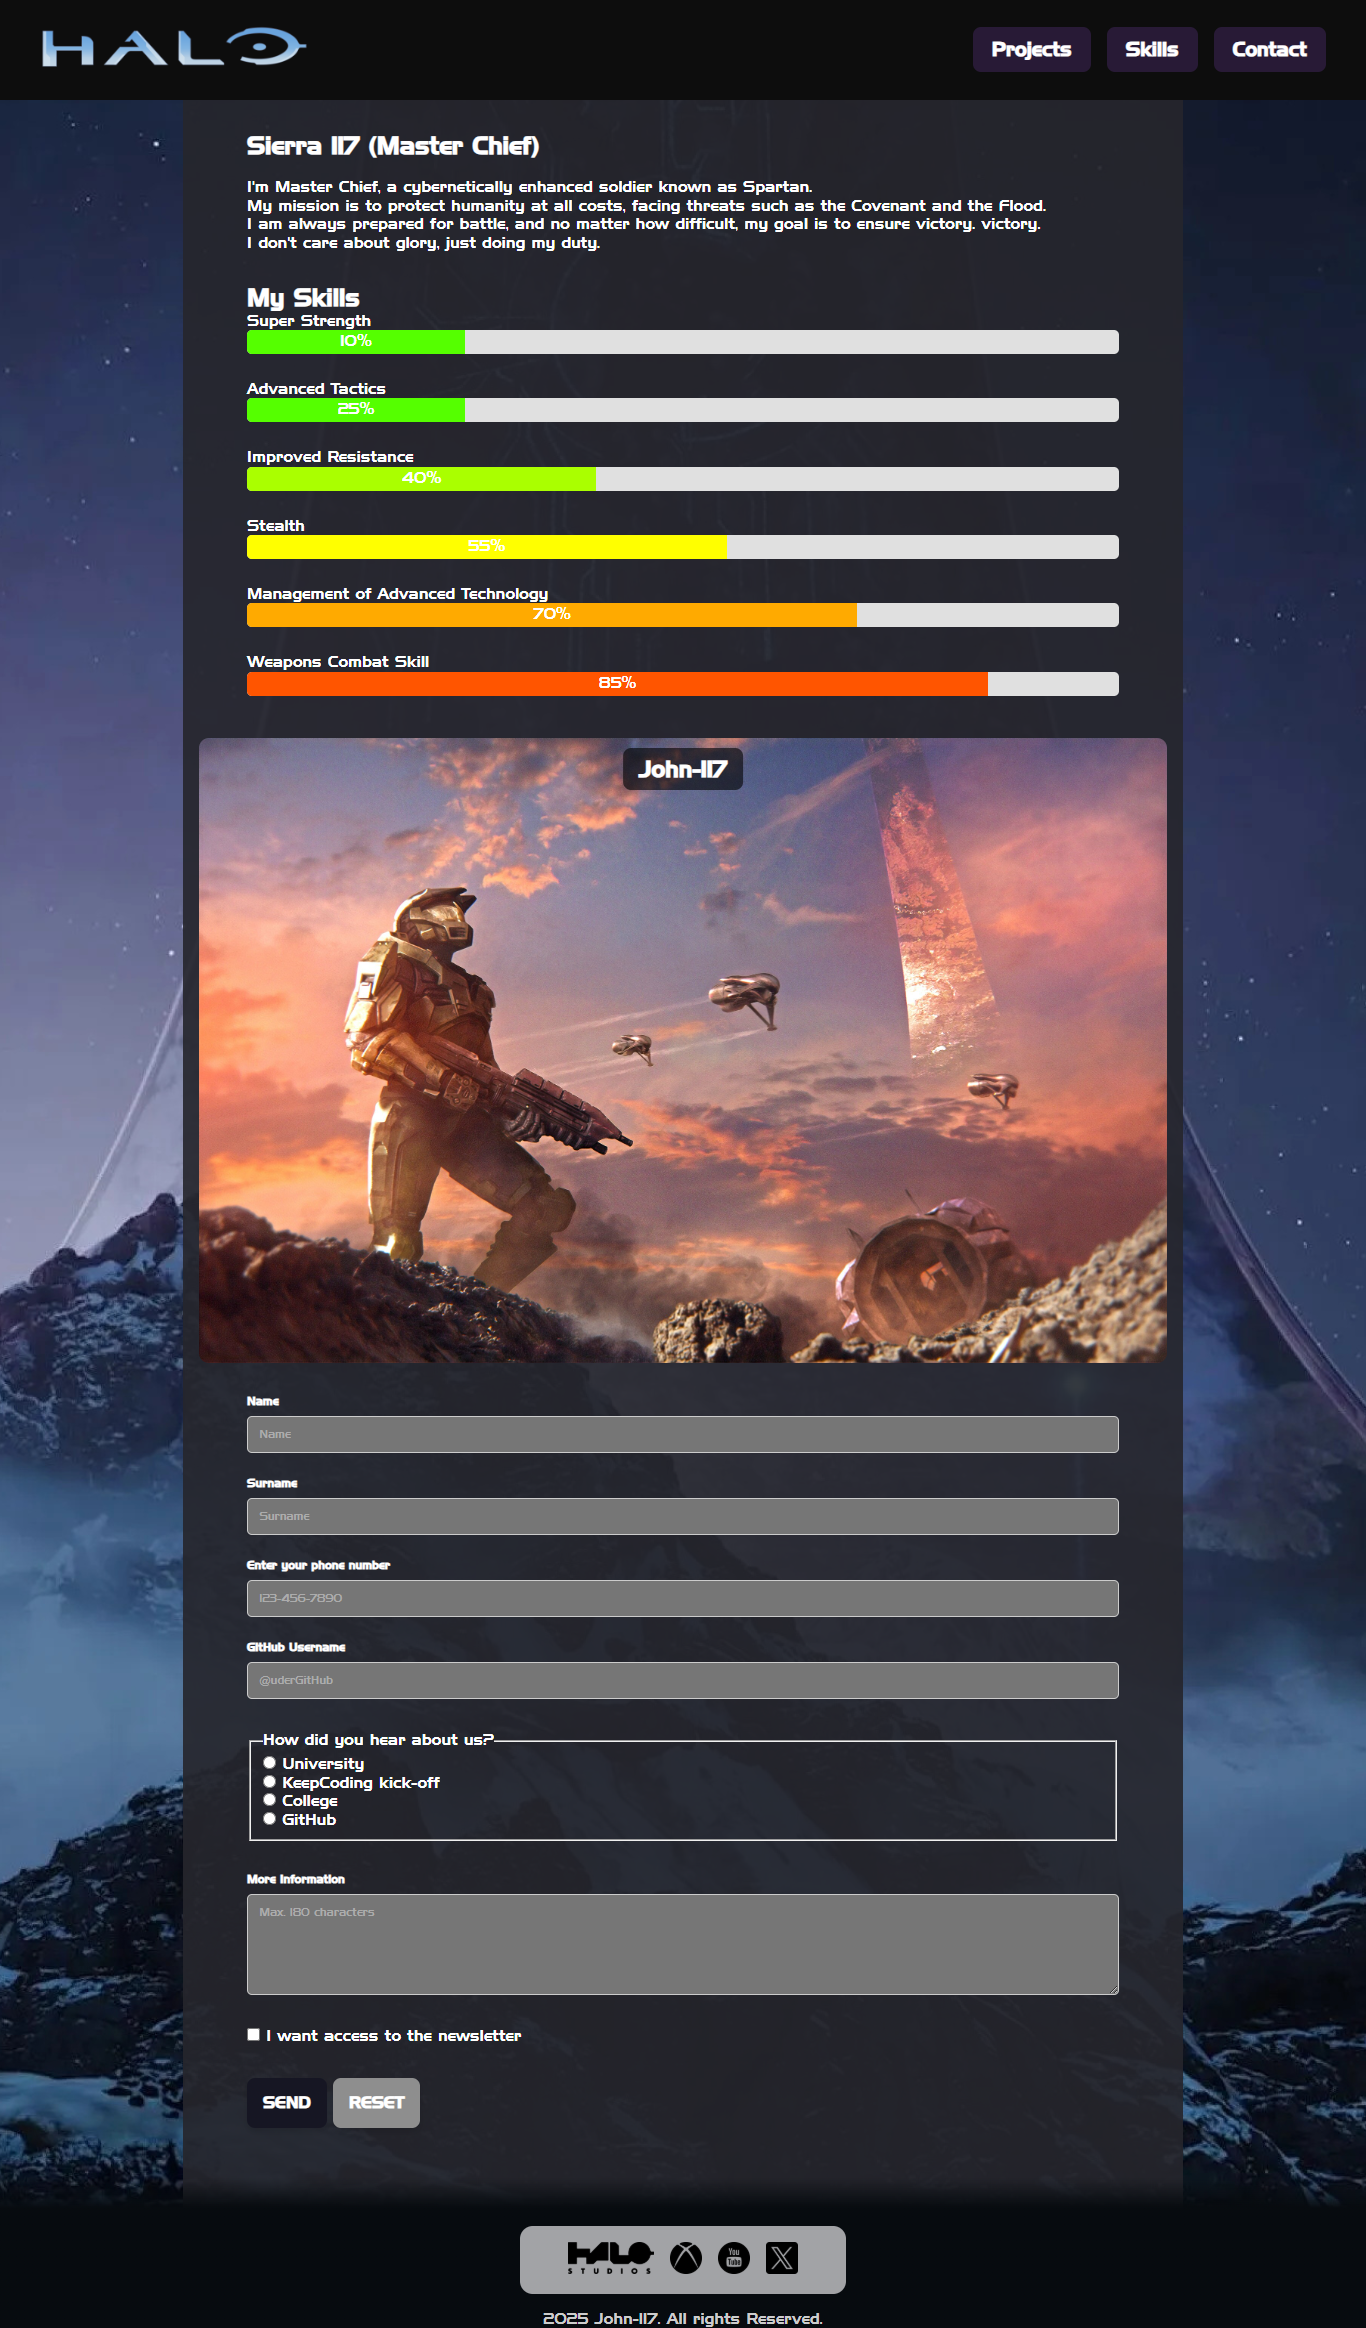 HALO
Projects
Skills
Contact
Sierra 117 (Master Chief)
I'm Master Chief, a cybernetically enhanced soldier known as Spartan.
My mission is to protect humanity at all costs, facing threats such as the Covenant and the Flood.
I am always prepared for battle, and no matter how difficult, my goal is to ensure victory. victory.
I don't care about glory, just doing my duty.
My Skills
Super Strength
10%
Advanced Tactics
25%
Improved Resistance
40%
Stealth
55%
Management of Advanced Technology
70%
Weapons Combat Skill
85%
John-117
Name
Name
Surname
Surname
Enter your phone number
123-456-7890
GitHub Username
@uderGitHub
How did you hear about us?
University
KeepCoding kick-off
College
GitHub
More Information
Max. 180 characters
I want access to the newsletter
SEND
RESET
HALO
STUDIOS
You
Tube
X
2025 John-117. All rights Reserved.